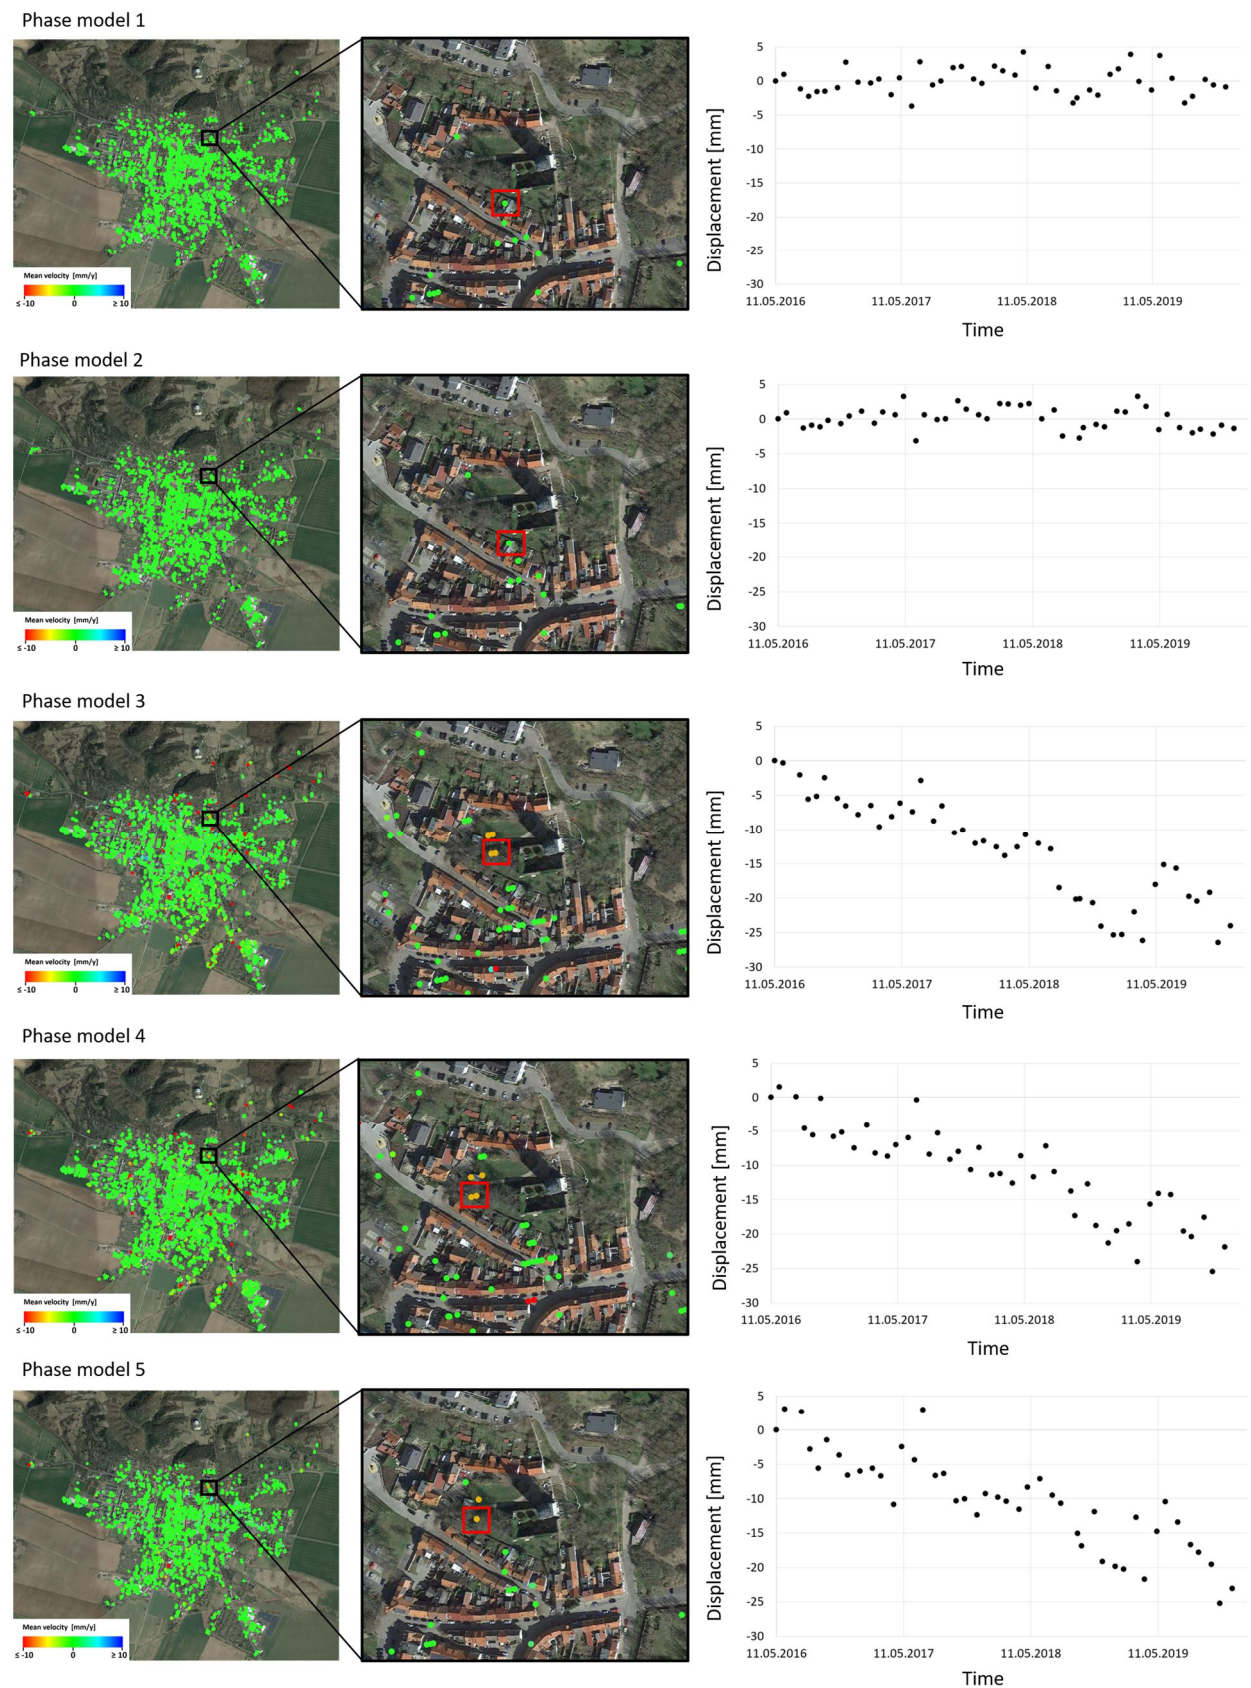 Phase model 1
Mean velocity [mm/y]
≤ -10 0 ≥ 10
Displacement [mm]
5
0
-5
-10
-15
-20
-25
-30
11.05.2016 11.05.2017 11.05.2018 11.05.2019
Time
Phase model 2
Mean velocity [mm/y]
≤ -10 0 ≥ 10
Displacement [mm]
5
0
-5
-10
-15
-20
-25
-30
11.05.2016 11.05.2017 11.05.2018 11.05.2019
Time
Phase model 3
Mean velocity [mm/y]
≤ -10 0 ≥ 10
Displacement [mm]
5
0
-5
-10
-15
-20
-25
-30
11.05.2016 11.05.2017 11.05.2018 11.05.2019
Time
Phase model 4
Mean velocity [mm/y]
≤ -10 0 ≥ 10
Displacement [mm]
5
0
-5
-10
-15
-20
-25
-30
11.05.2016 11.05.2017 11.05.2018 11.05.2019
Time
Phase model 5
Mean velocity [mm/y]
≤ -10 0 ≥ 10
Displacement [mm]
5
0
-5
-10
-15
-20
-25
-30
11.05.2016 11.05.2017 11.05.2018 11.05.2019
Time